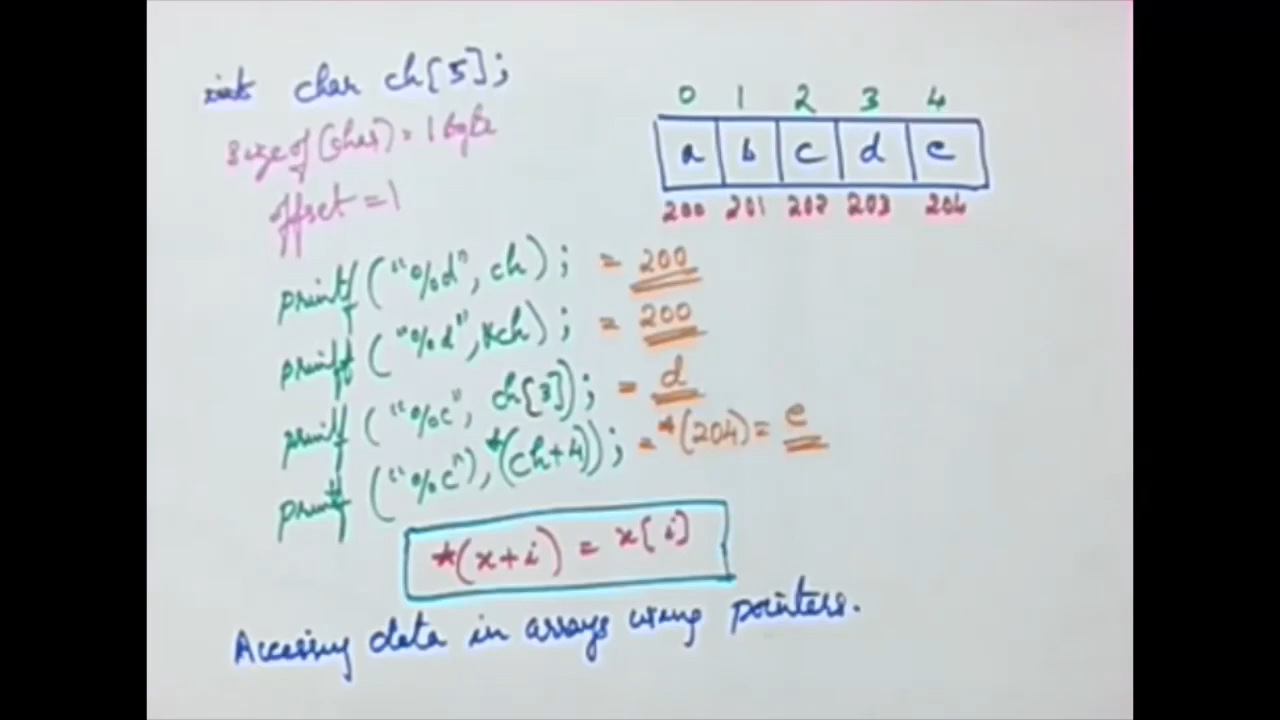 int char ch[5];
sizeof(char) = 1 byte
offset = 1
0 1 2 3 4
a b c d e
200 201 202 203 204
printf ("%d", ch); = 200
printf ("%d", &ch); = 200
printf ("%c", ch[3]); = d
printf ("%c"), *(ch+4)); = *(204) = e
*(x+i) = x[i]
Accessing data in arrays using pointers.